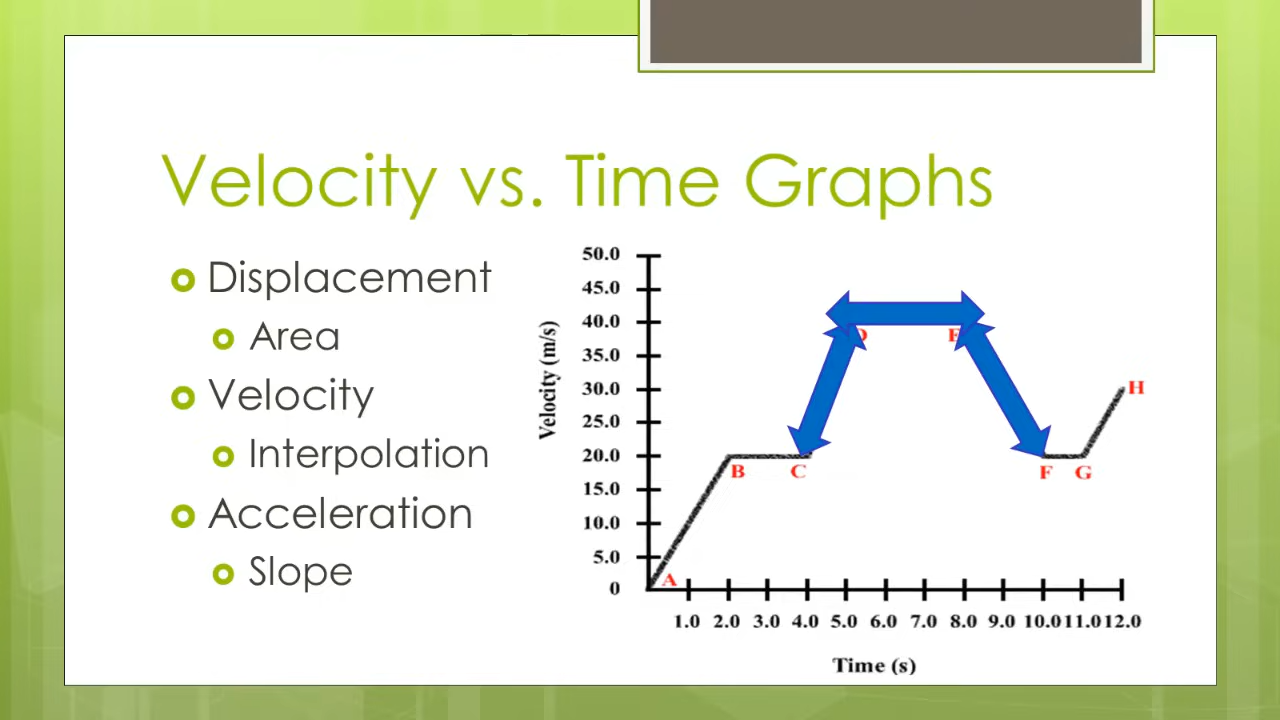 Velocity vs. Time Graphs
Displacement
Area
Velocity
Interpolation
Acceleration
Slope
Velocity (m/s)
50.0
45.0
40.0
35.0
30.0
25.0
20.0
15.0
10.0
5.0
0
A
B
C
D
E
F
G
H
1.0 2.0 3.0 4.0 5.0 6.0 7.0 8.0 9.0 10.0 11.0 12.0
Time (s)